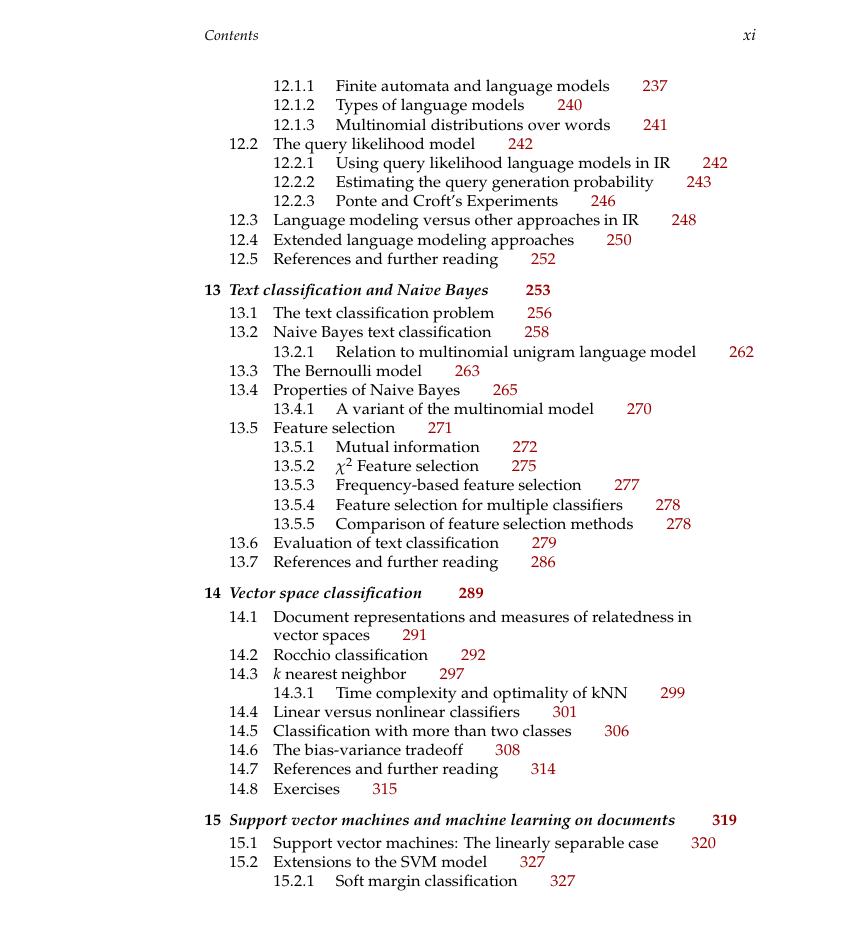 Contents xi
12.1.1 Finite automata and language models 237
12.1.2 Types of language models 240
12.1.3 Multinomial distributions over words 241
12.2 The query likelihood model 242
12.2.1 Using query likelihood language models in IR 242
12.2.2 Estimating the query generation probability 243
12.2.3 Ponte and Croft's Experiments 246
12.3 Language modeling versus other approaches in IR 248
12.4 Extended language modeling approaches 250
12.5 References and further reading 252
13 Text classification and Naive Bayes 253
13.1 The text classification problem 256
13.2 Naive Bayes text classification 258
13.2.1 Relation to multinomial unigram language model 262
13.3 The Bernoulli model 263
13.4 Properties of Naive Bayes 265
13.4.1 A variant of the multinomial model 270
13.5 Feature selection 271
13.5.1 Mutual information 272
13.5.2 χ² Feature selection 275
13.5.3 Frequency-based feature selection 277
13.5.4 Feature selection for multiple classifiers 278
13.5.5 Comparison of feature selection methods 278
13.6 Evaluation of text classification 279
13.7 References and further reading 286
14 Vector space classification 289
14.1 Document representations and measures of relatedness in
vector spaces 291
14.2 Rocchio classification 292
14.3 k nearest neighbor 297
14.3.1 Time complexity and optimality of kNN 299
14.4 Linear versus nonlinear classifiers 301
14.5 Classification with more than two classes 306
14.6 The bias-variance tradeoff 308
14.7 References and further reading 314
14.8 Exercises 315
15 Support vector machines and machine learning on documents 319
15.1 Support vector machines: The linearly separable case 320
15.2 Extensions to the SVM model 327
15.2.1 Soft margin classification 327